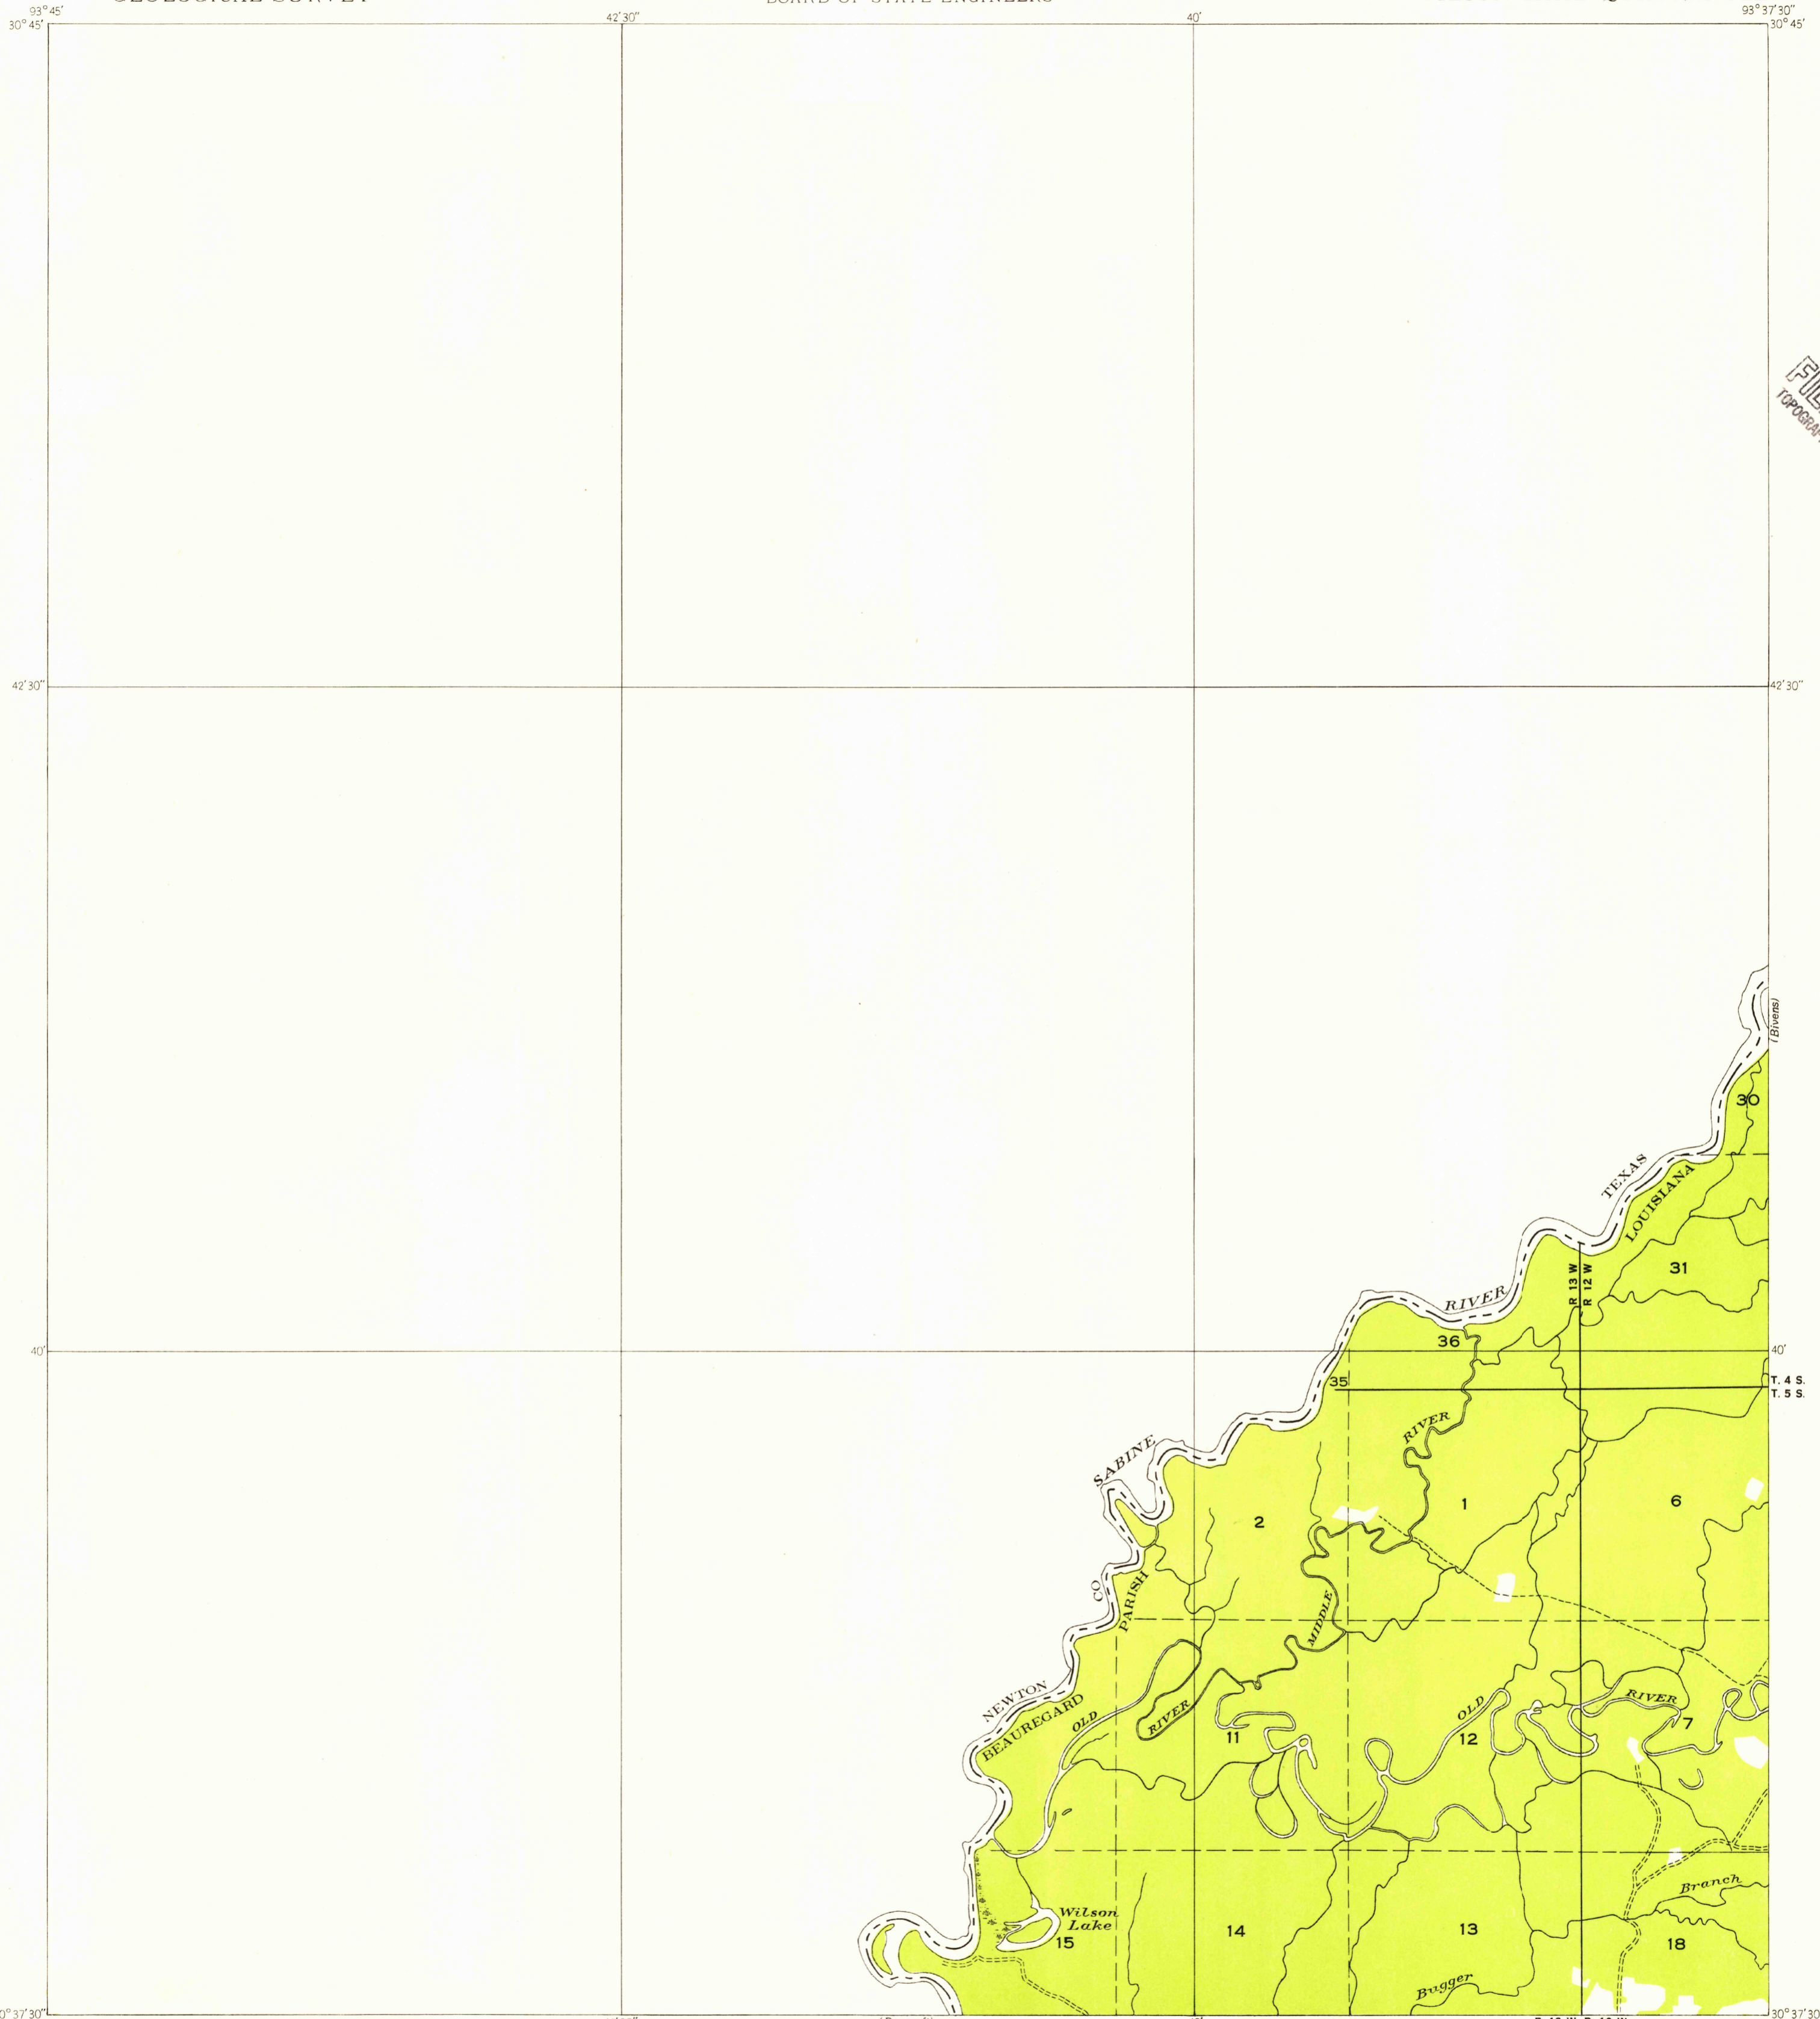 93°45'
42'30"
40'
93°37'30"
30°45'
30°45'
42'30"
42'30"
(Bivens)
30
TEXAS
LOUISIANA
31
R 13 W
R 12 W
RIVER
36
40'
40'
35
T. 4 S.
T. 5 S.
RIVER
SABINE
1
6
2
CO
PARISH
MIDDLE
NEWTON
BEAUREGARD
OLD
RIVER
OLD
RIVER
11
12
7
Branch
Wilson
Lake
15
14
13
18
Bugger
30°37'30"